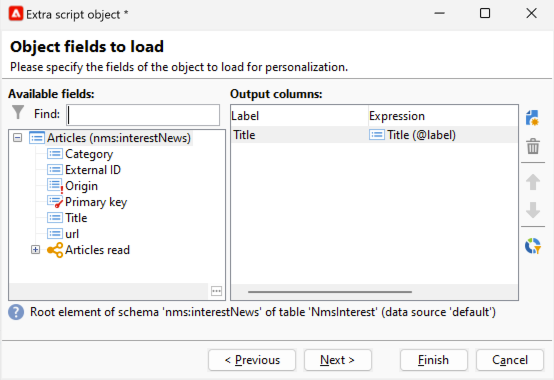 Extra script object *
Object fields to load
Please specify the fields of the object to load for personalization.
Available fields:
Find:
Articles (nms:interestNews)
Category
External ID
Origin
Primary key
Title
url
Articles read
Output columns:
Label Expression
Title Title (@label)
Root element of schema 'nms:interestNews' of table 'NmsInterest' (data source 'default')
< Previous Next > Finish Cancel